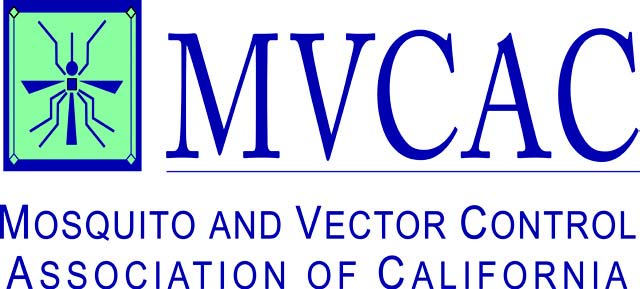 MVCAC
MOSQUITO AND VECTOR CONTROL
ASSOCIATION OF CALIFORNIA